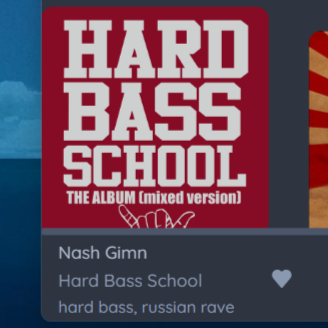 HARD
BASS
SCHOOL
THE ALBUM (mixed version)
Nash Gimn
Hard Bass School
hard bass, russian rave